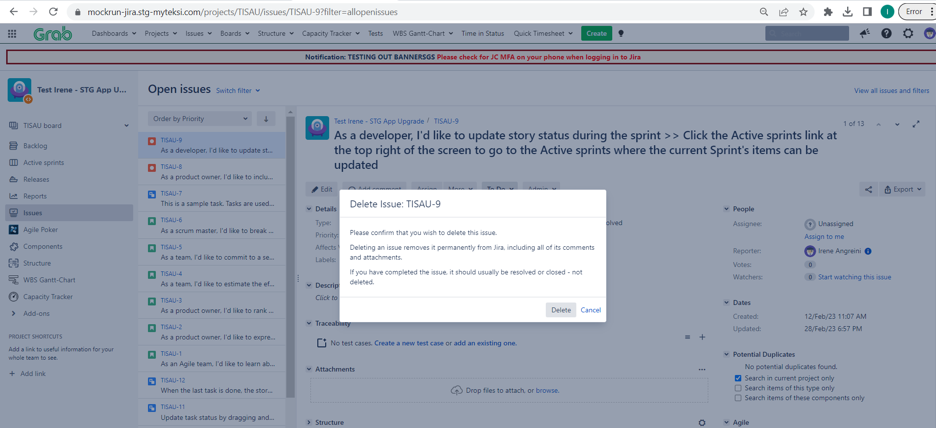 mockrun-jira.stg-myteksi.com/projects/TISAU/issues/TISAU-9?filter=allopenissues
I
Error
Grab
Dashboards
Projects
Issues
Boards
Structure
Capacity Tracker
Tests
WBS Gantt-Chart
Time in Status
Quick Timesheet
Create
Notification: TESTING OUT BANNERSGS Please check for JC MFA on your phone when logging in to Jira
Test Irene - STG App U...
TISAU board
Backlog
Active sprints
Releases
Reports
Issues
Agile Poker
Components
Structure
WBS Gantt-Chart
Capacity Tracker
Add-ons
PROJECT SHORTCUTS
Add a link to useful information for your
whole team to see.
+ Add link
Open issues
Switch filter
View all issues and filters
Order by Priority
TISAU-9
As a developer, I'd like to update st...
TISAU-8
As a product owner, I'd like to inclu...
TISAU-7
This is a sample task. Tasks are used...
TISAU-6
As a scrum master, I'd like to break ...
TISAU-5
As a team, I'd like to commit to a se...
TISAU-4
As a team, I'd like to estimate the ef...
TISAU-3
As a product owner, I'd like to rank ...
TISAU-2
As a product owner, I'd like to expre...
TISAU-1
As an Agile team, I'd like to learn ab...
TISAU-12
When the last task is done, the stor...
TISAU-11
Update task status by dragging and...
Test Irene - STG App Upgrade / TISAU-9
As a developer, I'd like to update story status during the sprint >> Click the Active sprints link at
the top right of the screen to go to the Active sprints where the current Sprint's items can be
updated
1 of 13
Edit
Add comment
Assign
More
To Do
Admin
Export
Details
Type:
Priority:
Affects
Labels:
Delete Issue: TISAU-9
Please confirm that you wish to delete this issue.
Deleting an issue removes it permanently from Jira, including all of its comments
and attachments.
If you have completed the issue, it should usually be resolved or closed - not
deleted.
Delete
Cancel
Descrip
Click to
Traceability
No test cases. Create a new test case or add an existing one.
Attachments
Drop files to attach, or browse.
Structure
People
Assignee:
Unassigned
Assign to me
Reporter:
Irene Angreini
Votes:
0
Watchers:
0 Start watching this issue
Dates
Created:
12/Feb/23 11:07 AM
Updated:
28/Feb/23 6:57 PM
Potential Duplicates
No potential duplicates found.
Search in current project only
Search items of this type only
Search items of these components only
Agile